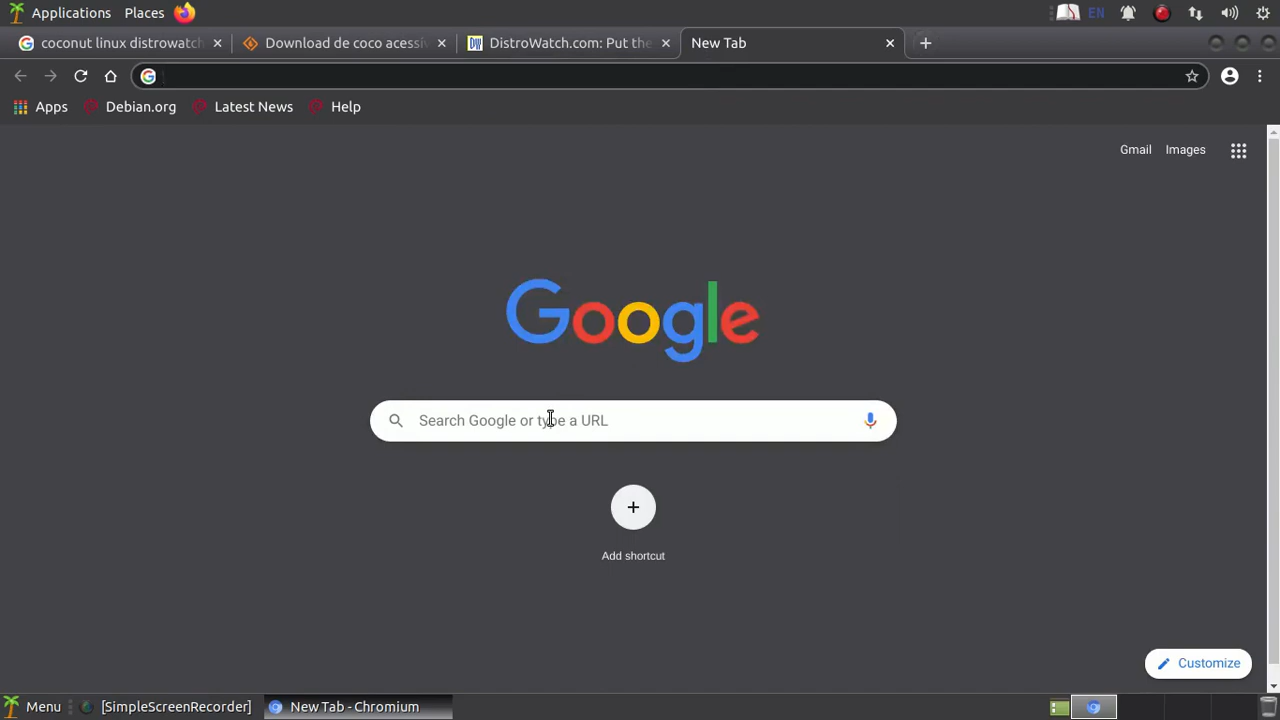 Applications Places EN
coconut linux distrowatch Download de coco acessiv DistroWatch.com: Put the New Tab
Apps Debian.org Latest News Help
Gmail Images
Google
Search Google or type a URL
Add shortcut
Customize
Menu [SimpleScreenRecorder] New Tab - Chromium